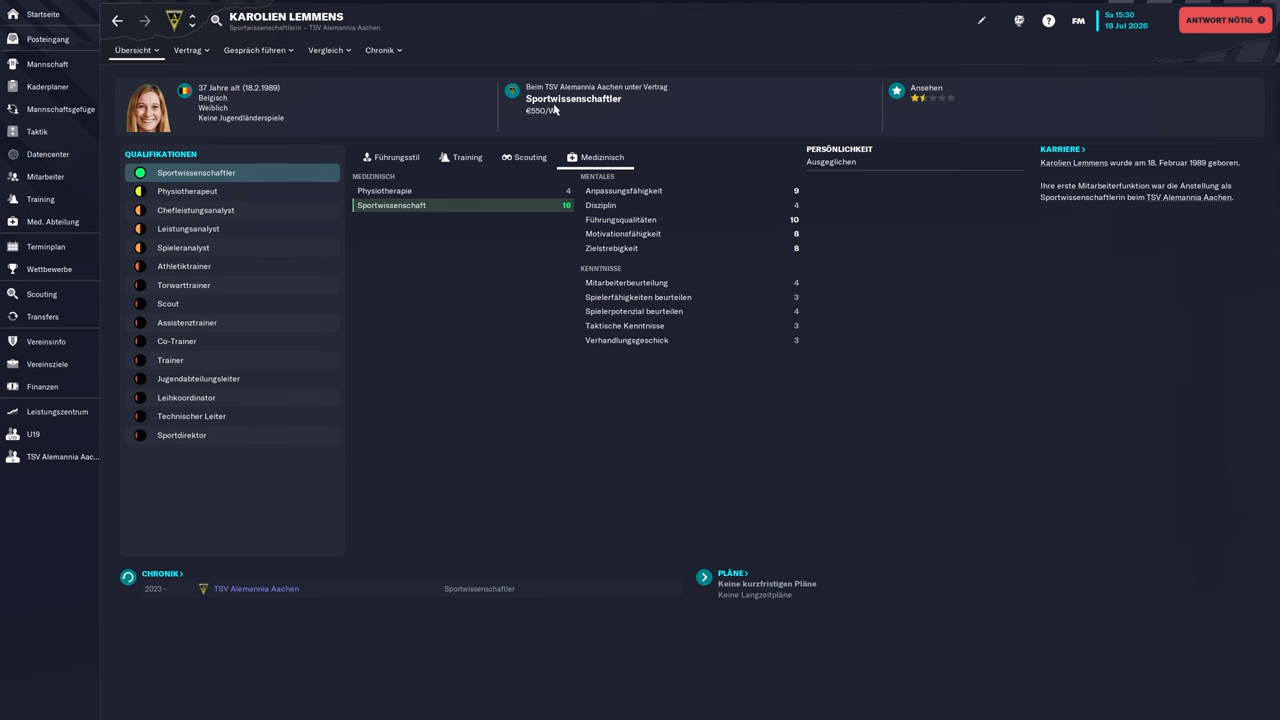 Startseite
Posteingang
Mannschaft
Kaderplaner
Mannschaftsgefüge
Taktik
Datencenter
Mitarbeiter
Training
Med. Abteilung
Terminplan
Wettbewerbe
Scouting
Transfers
Vereinsinfo
Vereinsziele
Finanzen
Leistungszentrum
U19
TSV Alemannia Aac...
KAROLIEN LEMMENS
Sportwissenschaftlerin – TSV Alemannia Aachen
FM
Sa 15:30
18 Jul 2026
ANTWORT NÖTIG
Übersicht
Vertrag
Gespräch führen
Vergleich
Chronik
37 Jahre alt (18.2.1989)
Belgisch
Weiblich
Keine Jugendländerspiele
Beim TSV Alemannia Aachen unter Vertrag
Sportwissenschaftler
Ansehen
QUALIFIKATIONEN
Sportwissenschaftler
Physiotherapeut
Chefleistungsanalyst
Leistungsanalyst
Spieleranalyst
Athletiktrainer
Torwarttrainer
Scout
Assistenztrainer
Co-Trainer
Trainer
Jugendabteilungsleiter
Leihkoordinator
Technischer Leiter
Sportdirektor
Führungsstil
Training
Scouting
Medizinisch
MEDIZINISCH
Physiotherapie 4
Sportwissenschaft 16
MENTALES
Anpassungsfähigkeit 9
Disziplin 4
Führungsqualitäten 10
Motivationsfähigkeit 8
Zielstrebigkeit 8
KENNTNISSE
Mitarbeiterbeurteilung 4
Spielerfähigkeiten beurteilen 3
Spielerpotenzial beurteilen 4
Taktische Kenntnisse 3
Verhandlungsgeschick 3
PERSÖNLICHKEIT
Ausgeglichen
KARRIERE >
Karolien Lemmens wurde am 18. Februar 1989 geboren.
Ihre erste Mitarbeiterfunktion war die Anstellung als
Sportwissenschaftlerin beim TSV Alemannia Aachen.
CHRONIK >
2023 - TSV Alemannia Aachen Sportwissenschaftler
PLÄNE >
Keine kurzfristigen Pläne
Keine Langzeitpläne